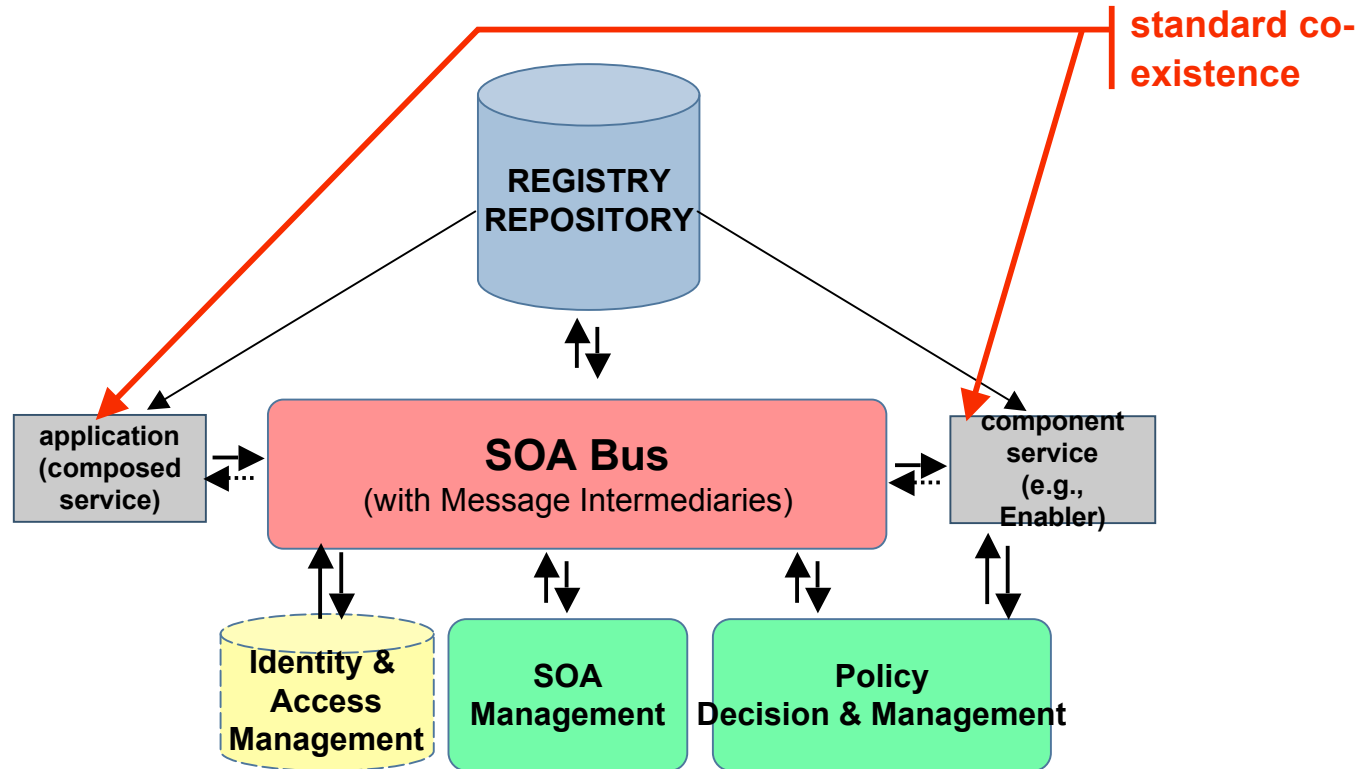 standard co-
existence
REGISTRY
REPOSITORY
application
(composed
service)
SOA Bus
(with Message Intermediaries)
component
service
(e.g.,
Enabler)
Identity &
Access
Management
SOA
Management
Policy
Decision & Management